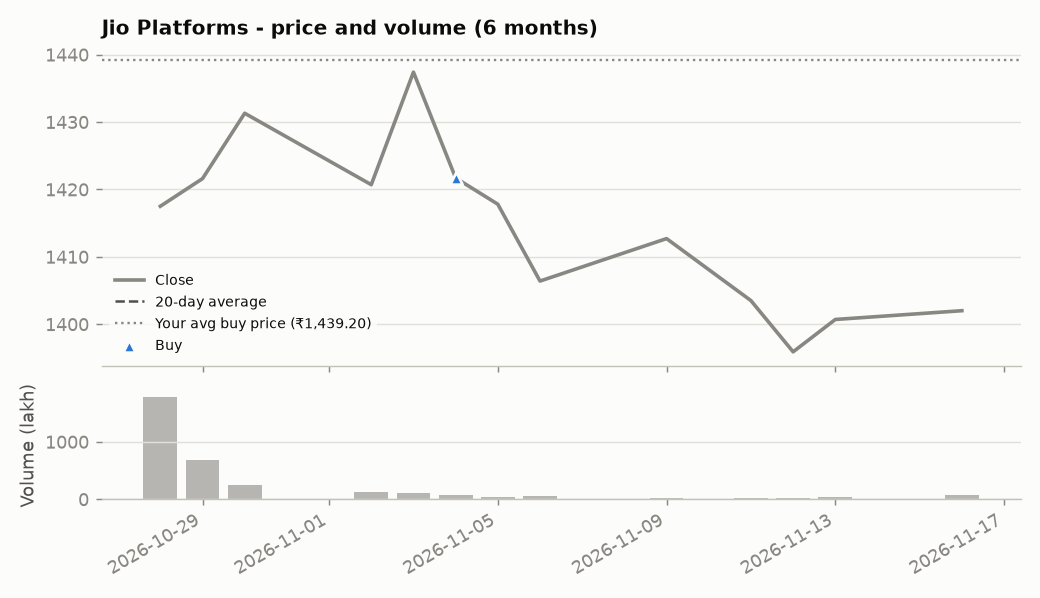 Jio Platforms - price and volume (6 months)
1440
1430
1420
1410
1400
Close
20-day average
Your avg buy price (₹1,439.20)
Buy
Volume (lakh)
1000
0
2026-10-29
2026-11-01
2026-11-05
2026-11-09
2026-11-13
2026-11-17